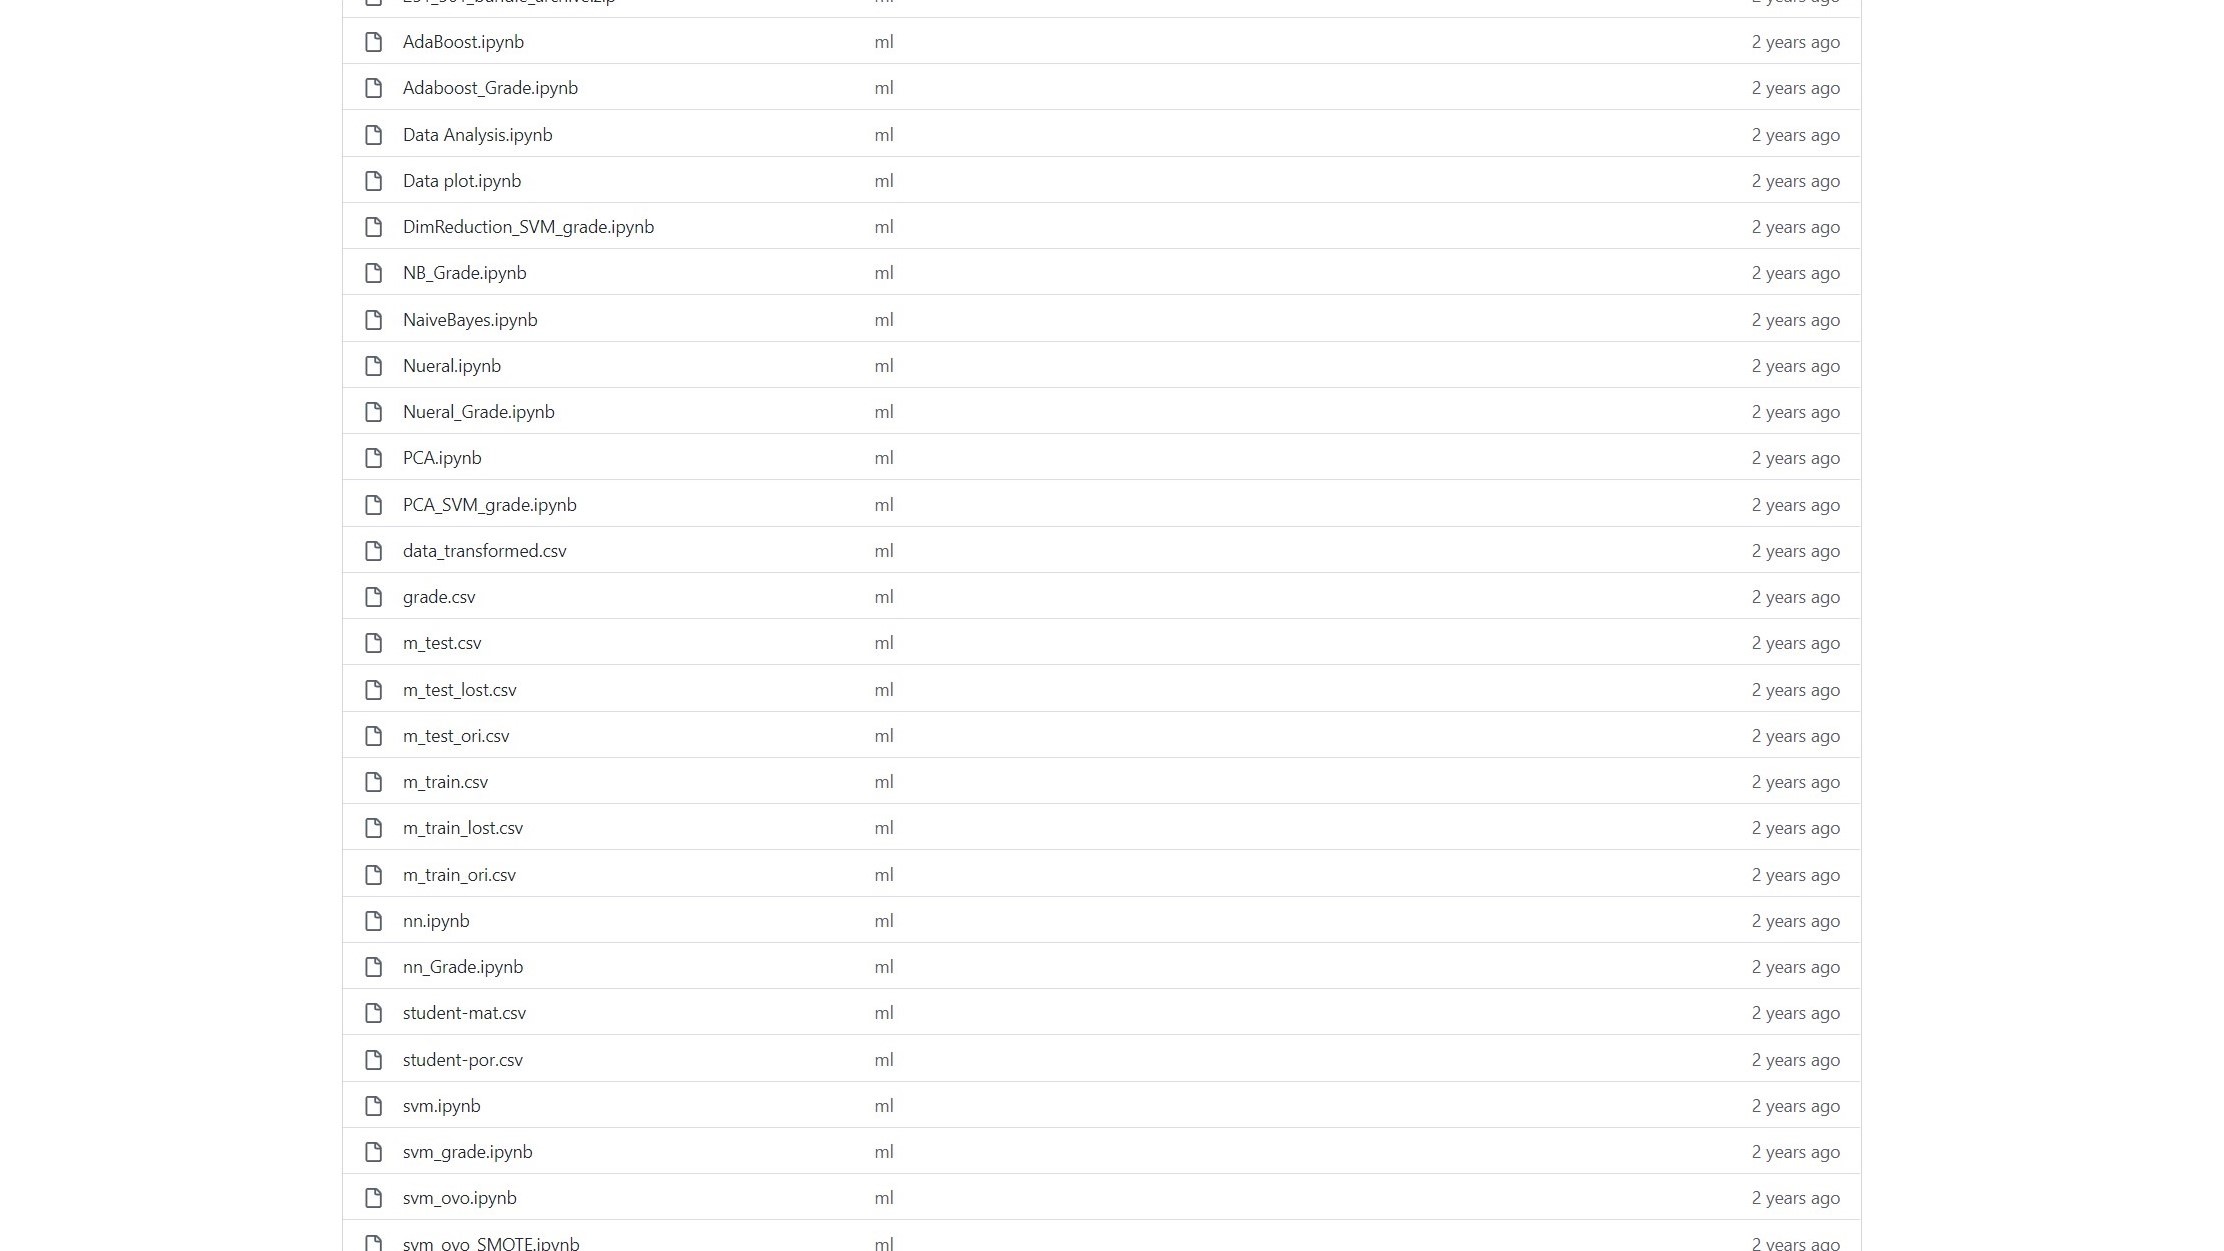 ml 2 years ago
AdaBoost.ipynb ml 2 years ago
Adaboost_Grade.ipynb ml 2 years ago
Data Analysis.ipynb ml 2 years ago
Data plot.ipynb ml 2 years ago
DimReduction_SVM_grade.ipynb ml 2 years ago
NB_Grade.ipynb ml 2 years ago
NaiveBayes.ipynb ml 2 years ago
Nueral.ipynb ml 2 years ago
Nueral_Grade.ipynb ml 2 years ago
PCA.ipynb ml 2 years ago
PCA_SVM_grade.ipynb ml 2 years ago
data_transformed.csv ml 2 years ago
grade.csv ml 2 years ago
m_test.csv ml 2 years ago
m_test_lost.csv ml 2 years ago
m_test_ori.csv ml 2 years ago
m_train.csv ml 2 years ago
m_train_lost.csv ml 2 years ago
m_train_ori.csv ml 2 years ago
nn.ipynb ml 2 years ago
nn_Grade.ipynb ml 2 years ago
student-mat.csv ml 2 years ago
student-por.csv ml 2 years ago
svm.ipynb ml 2 years ago
svm_grade.ipynb ml 2 years ago
svm_ovo.ipynb ml 2 years ago
svm_ovo_SMOTE.ipynb ml 2 years ago